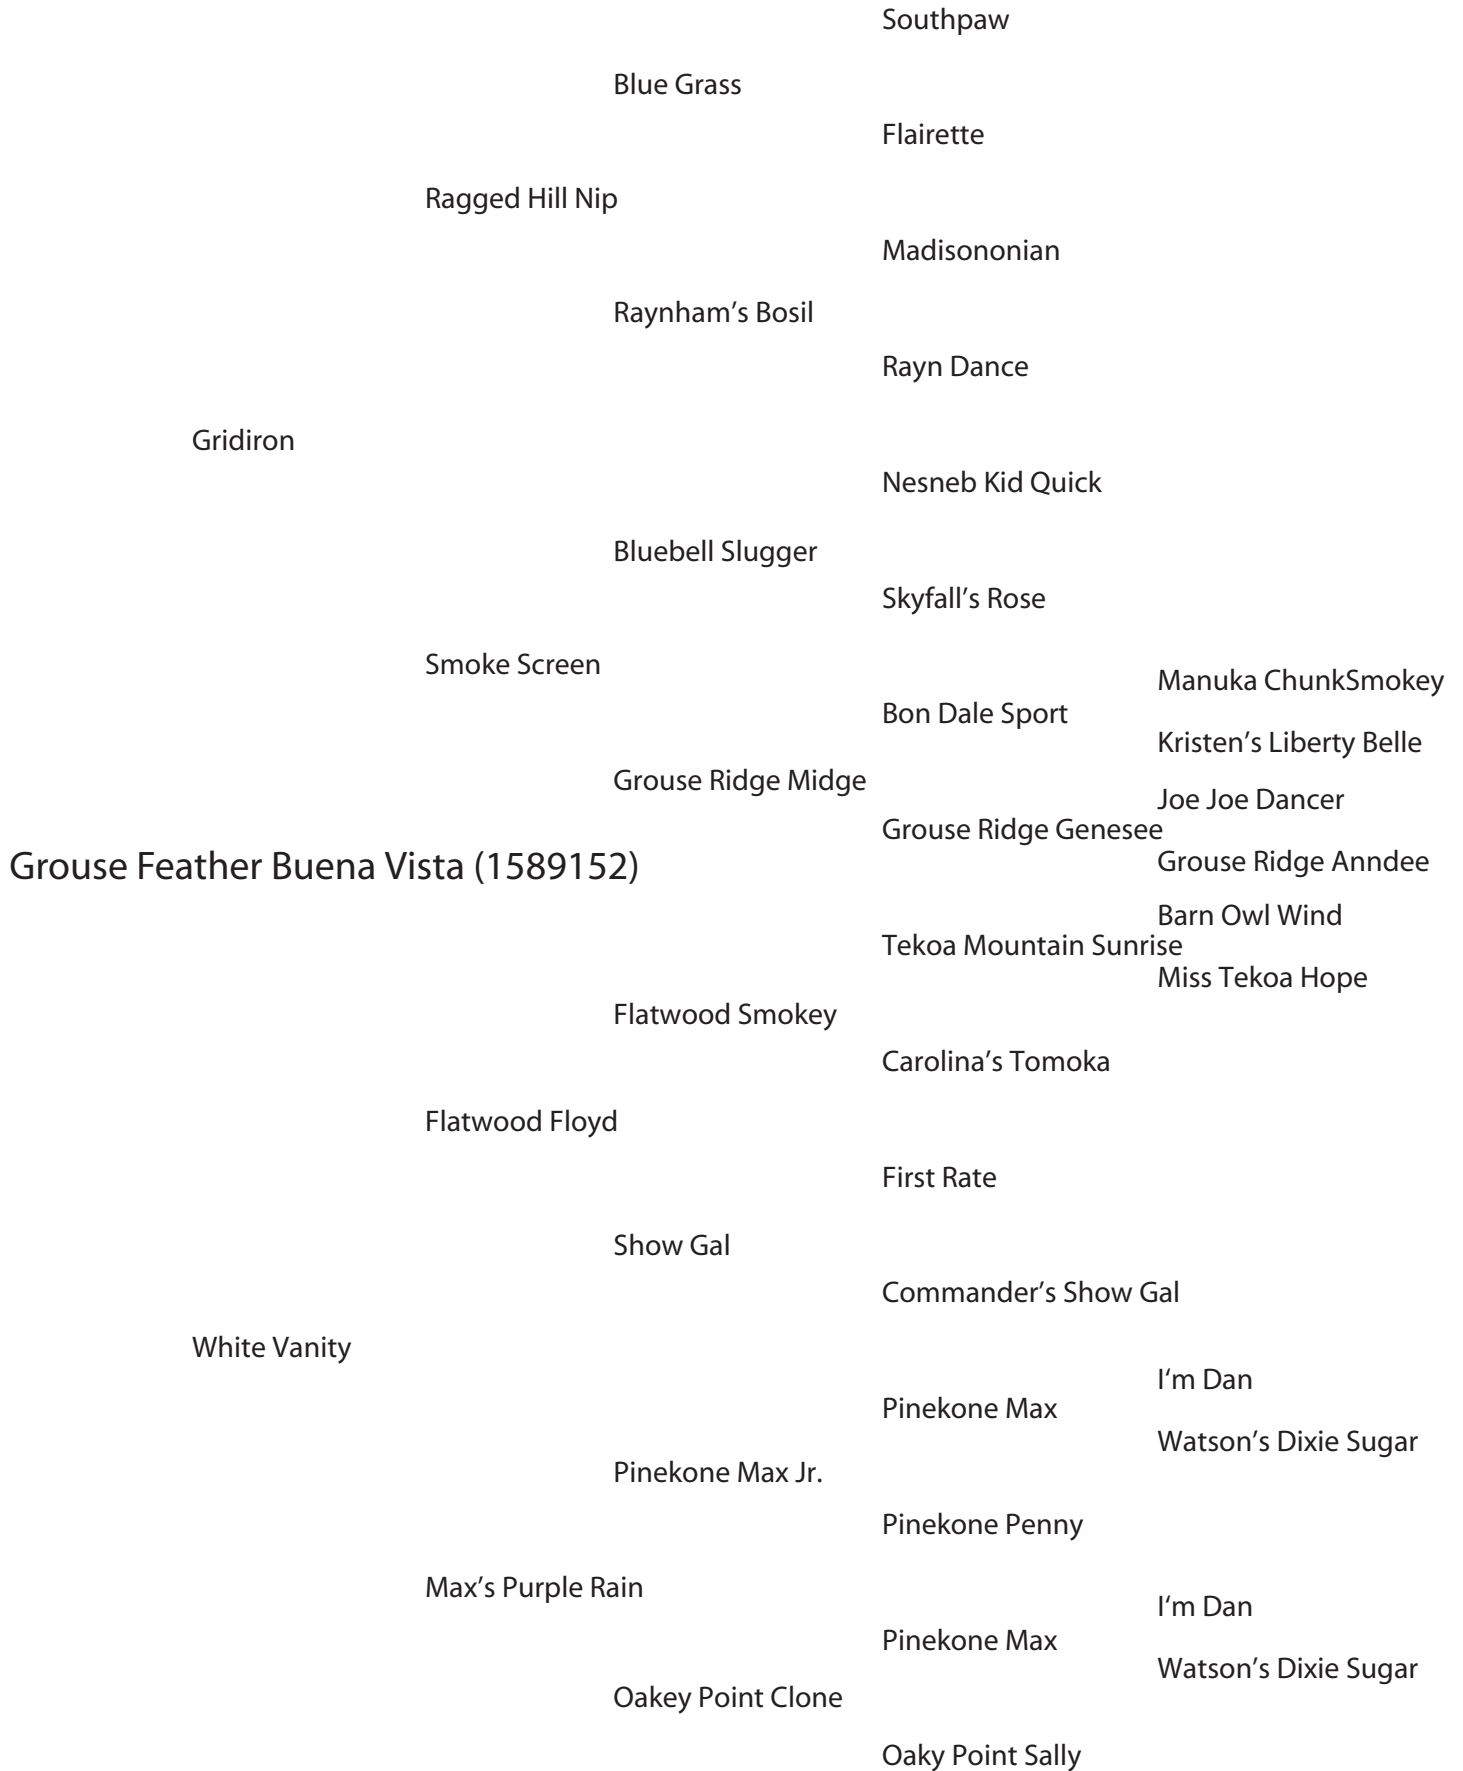 Southpaw
Blue Grass
Flairette
Ragged Hill Nip
Madisononian
Raynham’s Bosil
Rayn Dance
Gridiron
Nesneb Kid Quick
Bluebell Slugger
Skyfall’s Rose
Smoke Screen
Manuka ChunkSmokey
Bon Dale Sport
Kristen’s Liberty Belle
Grouse Ridge Midge
Joe Joe Dancer
Grouse Ridge Genesee
Grouse Ridge Anndee
Grouse Feather Buena Vista (1589152)
Barn Owl Wind
Tekoa Mountain Sunrise
Miss Tekoa Hope
Flatwood Smokey
Carolina’s Tomoka
Flatwood Floyd
First Rate
Show Gal
Commander’s Show Gal
White Vanity
I‘m Dan
Pinekone Max
Watson’s Dixie Sugar
Pinekone Max Jr.
Pinekone Penny
Max’s Purple Rain
I‘m Dan
Pinekone Max
Watson’s Dixie Sugar
Oakey Point Clone
Oaky Point Sally